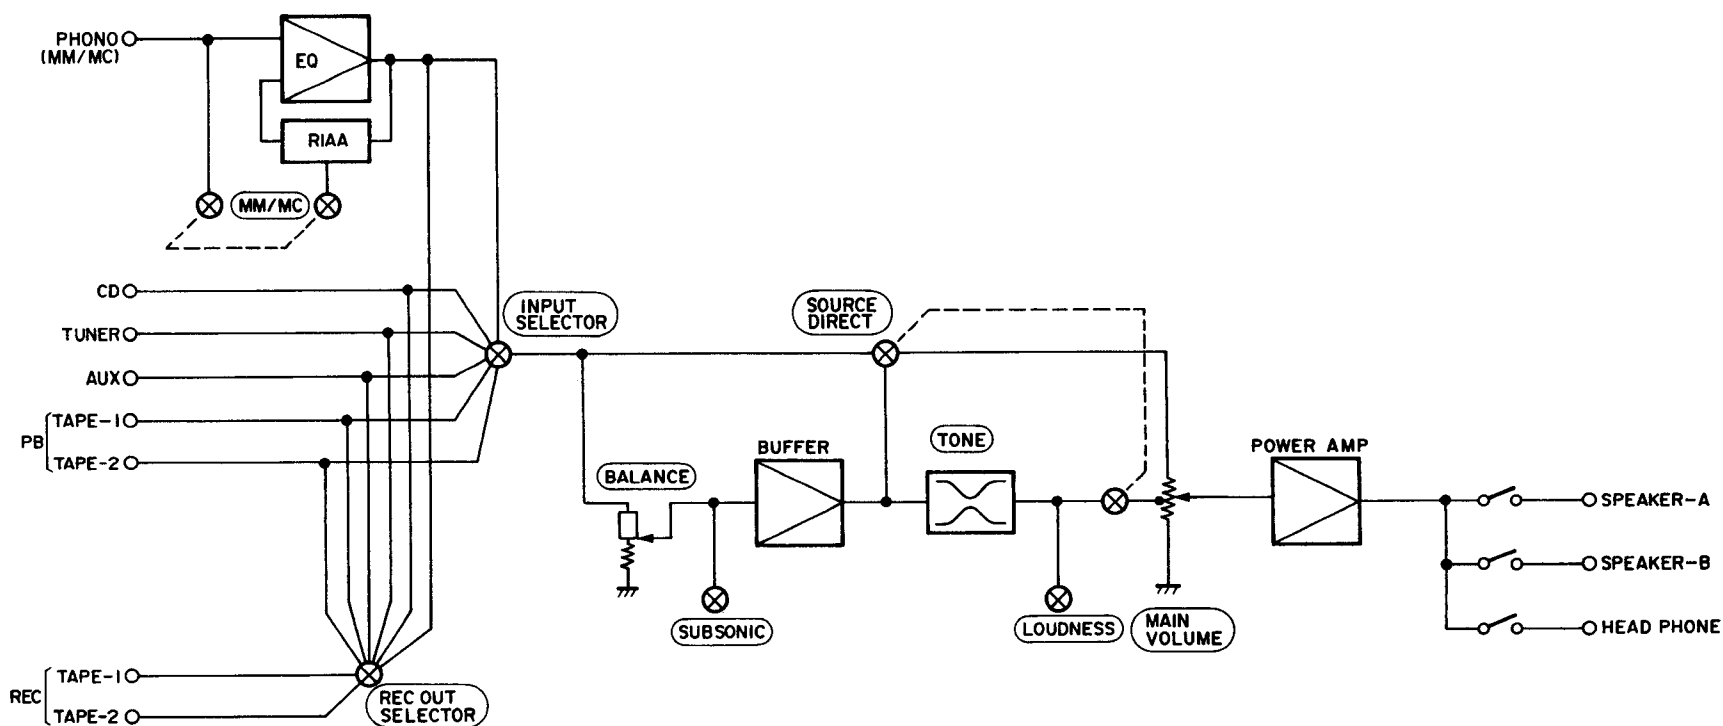 PHONO
(MM/MC)
EQ
RIAA
MM/MC
CD
TUNER
AUX
PB
TAPE-1
TAPE-2
INPUT
SELECTOR
SOURCE
DIRECT
BALANCE
BUFFER
TONE
POWER AMP
SUBSONIC
LOUDNESS
MAIN
VOLUME
SPEAKER-A
SPEAKER-B
HEAD PHONE
REC
TAPE-1
TAPE-2
REC OUT
SELECTOR